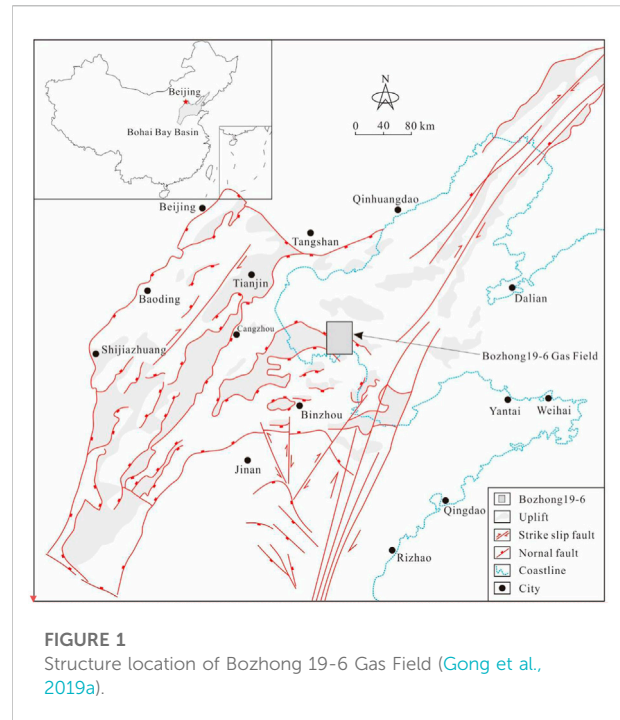 Beijing
Bohai Bay Basin
N
0 40 80 km
Beijing
Qinhuangdao
Tangshan
Tianjin
Dalian
Baoding
Cangzhou
Shijiazhuang
Bozhong19-6 Gas Field
Binzhou
Yantai
Weihai
Jinan
Qingdao
Rizhao
Bozhong19-6
Uplift
Strike slip fault
Nornal fault
Coastline
City
FIGURE 1
Structure location of Bozhong 19-6 Gas Field (Gong et al.,
2019a).